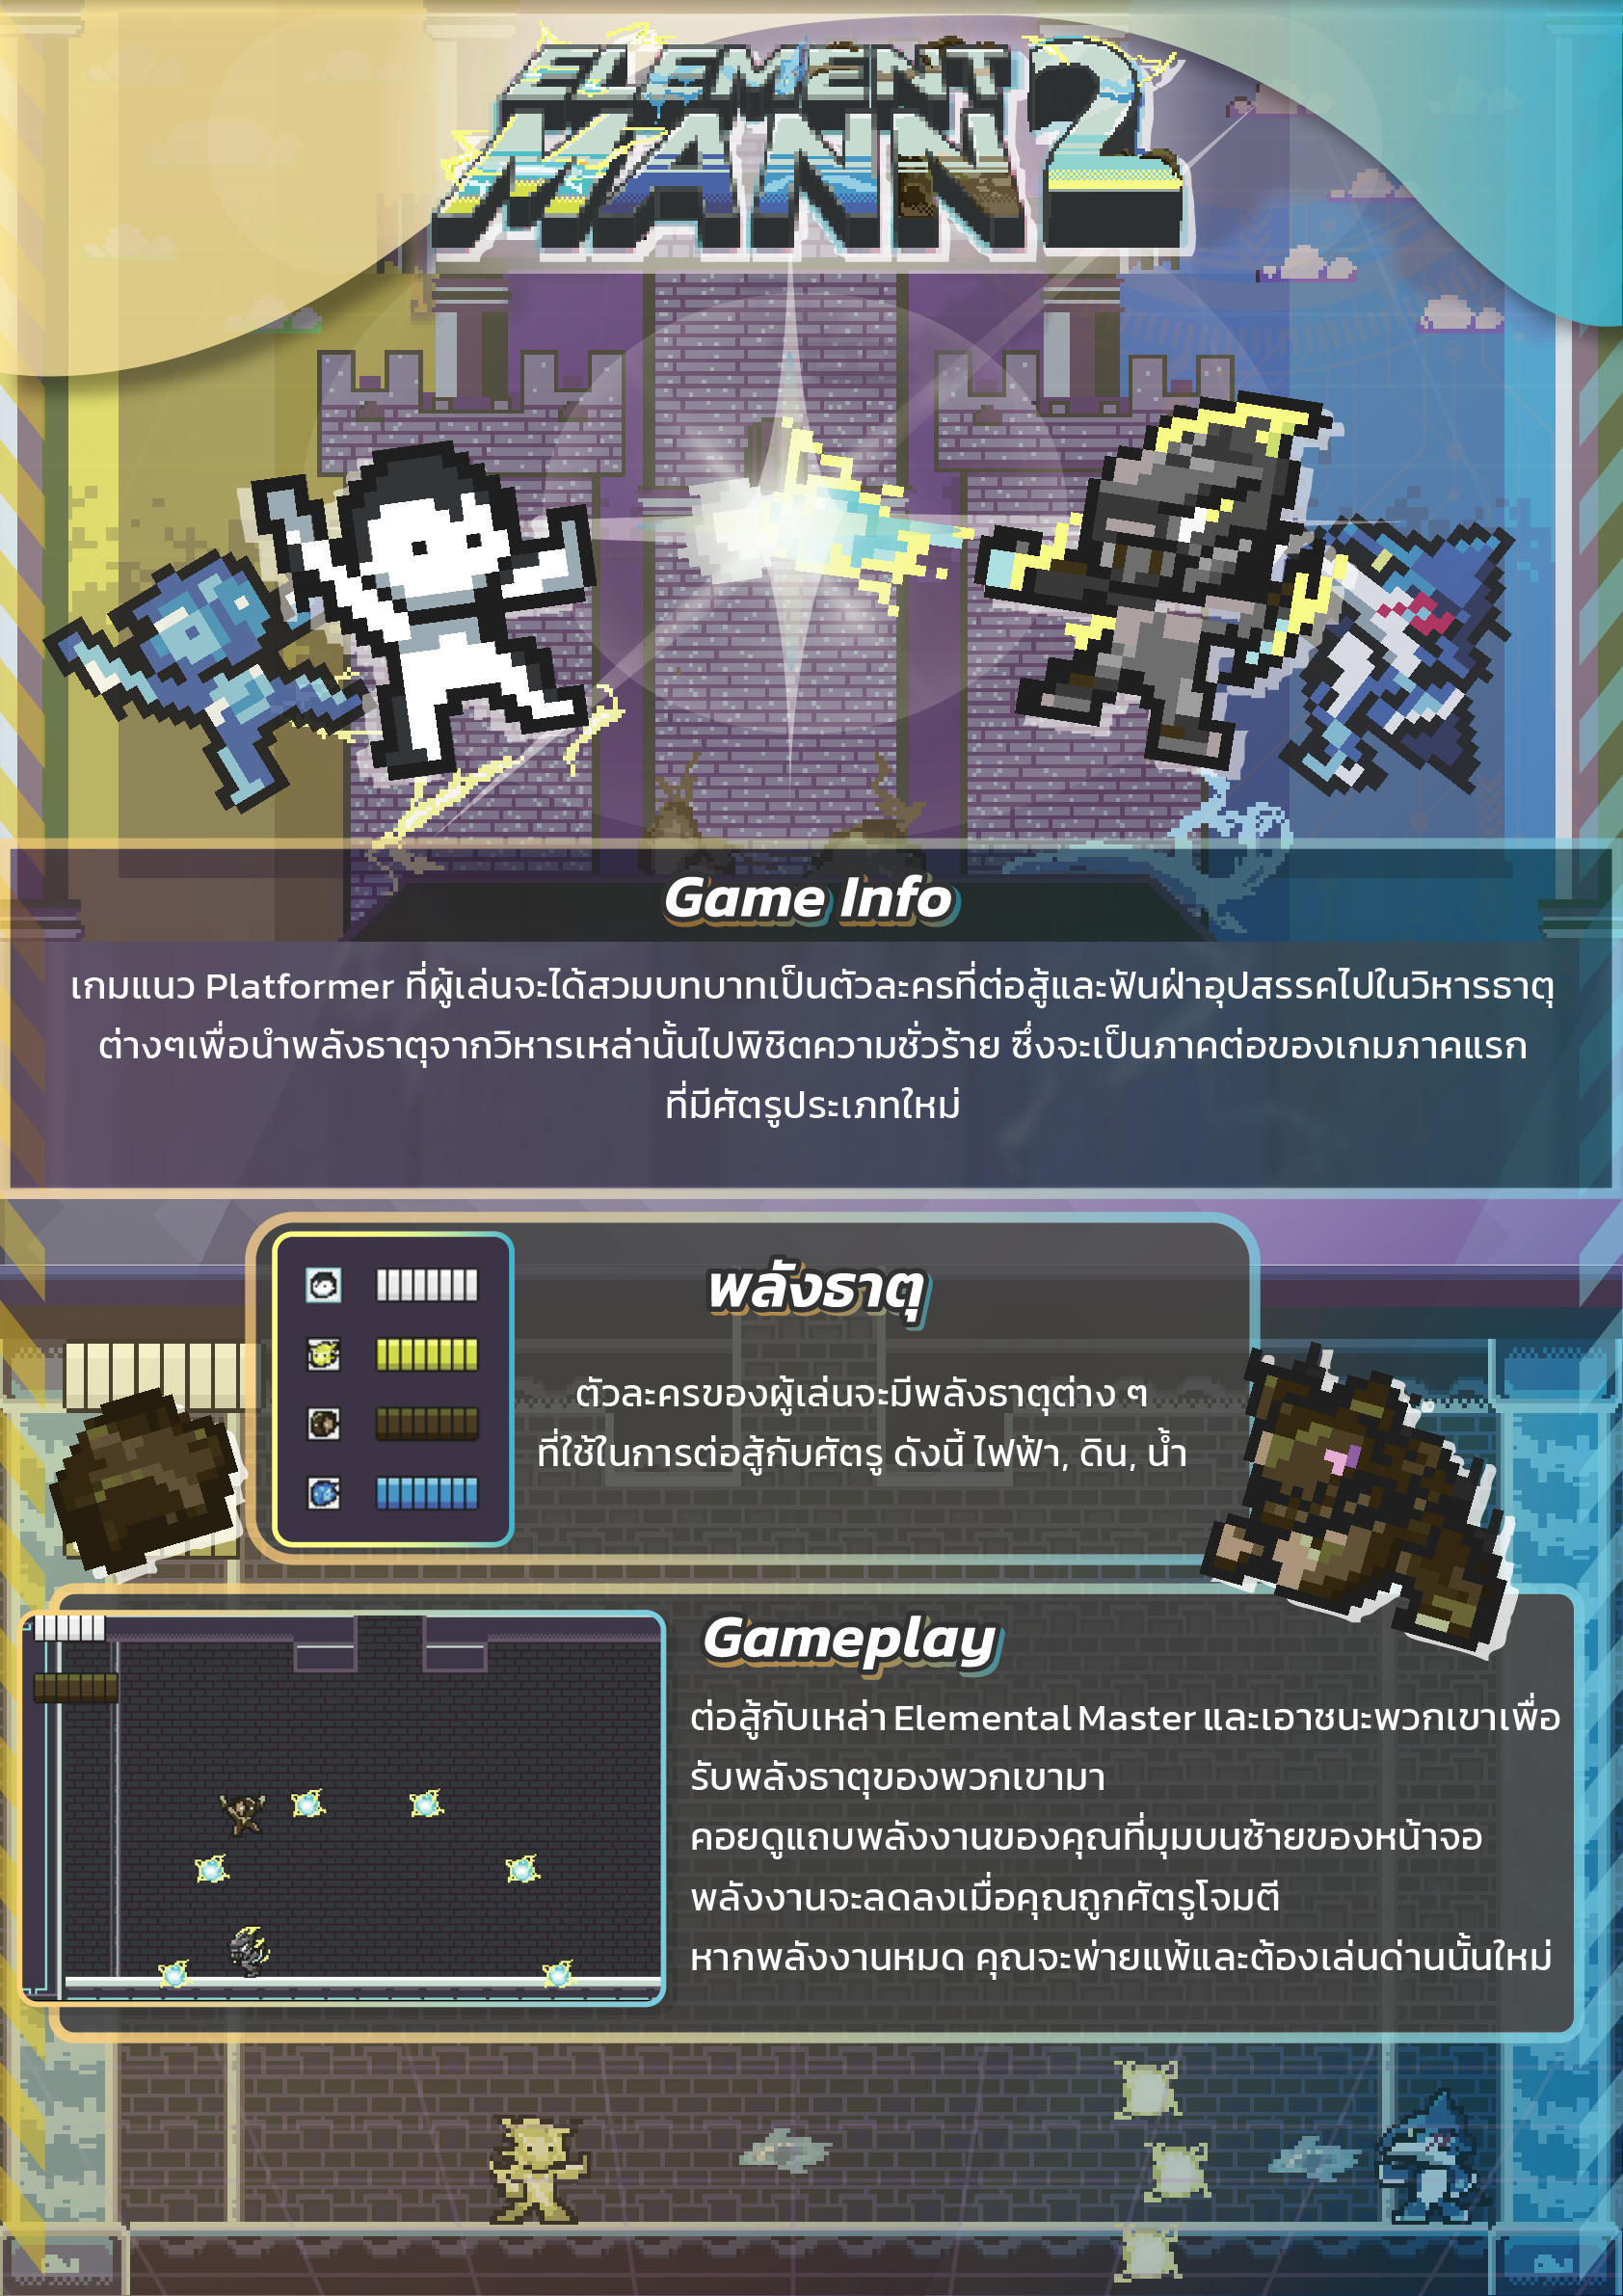 ELEMENT
MANN 2
Game Info
เกมแนว Platformer ที่ผู้เล่นจะได้สวมบทบาทเป็นตัวละครที่ต่อสู้และฟันฝ่าอุปสรรคไปในวิหารธาตุ
ต่างๆเพื่อนำพลังธาตุจากวิหารเหล่านั้นไปพิชิตความชั่วร้าย ซึ่งจะเป็นภาคต่อของเกมภาคแรก
ที่มีศัตรูประเภทใหม่
พลังธาตุ
ตัวละครของผู้เล่นจะมีพลังธาตุต่าง ๆ
ที่ใช้ในการต่อสู้กับศัตรู ดังนี้ ไฟฟ้า, ดิน, น้ำ
Gameplay
ต่อสู้กับเหล่า Elemental Master และเอาชนะพวกเขาเพื่อ
รับพลังธาตุของพวกเขามา
คอยดูแถบพลังงานของคุณที่มุมบนซ้ายของหน้าจอ
พลังงานจะลดลงเมื่อคุณถูกศัตรูโจมตี
หากพลังงานหมด คุณจะพ่ายแพ้และต้องเล่นด่านนั้นใหม่